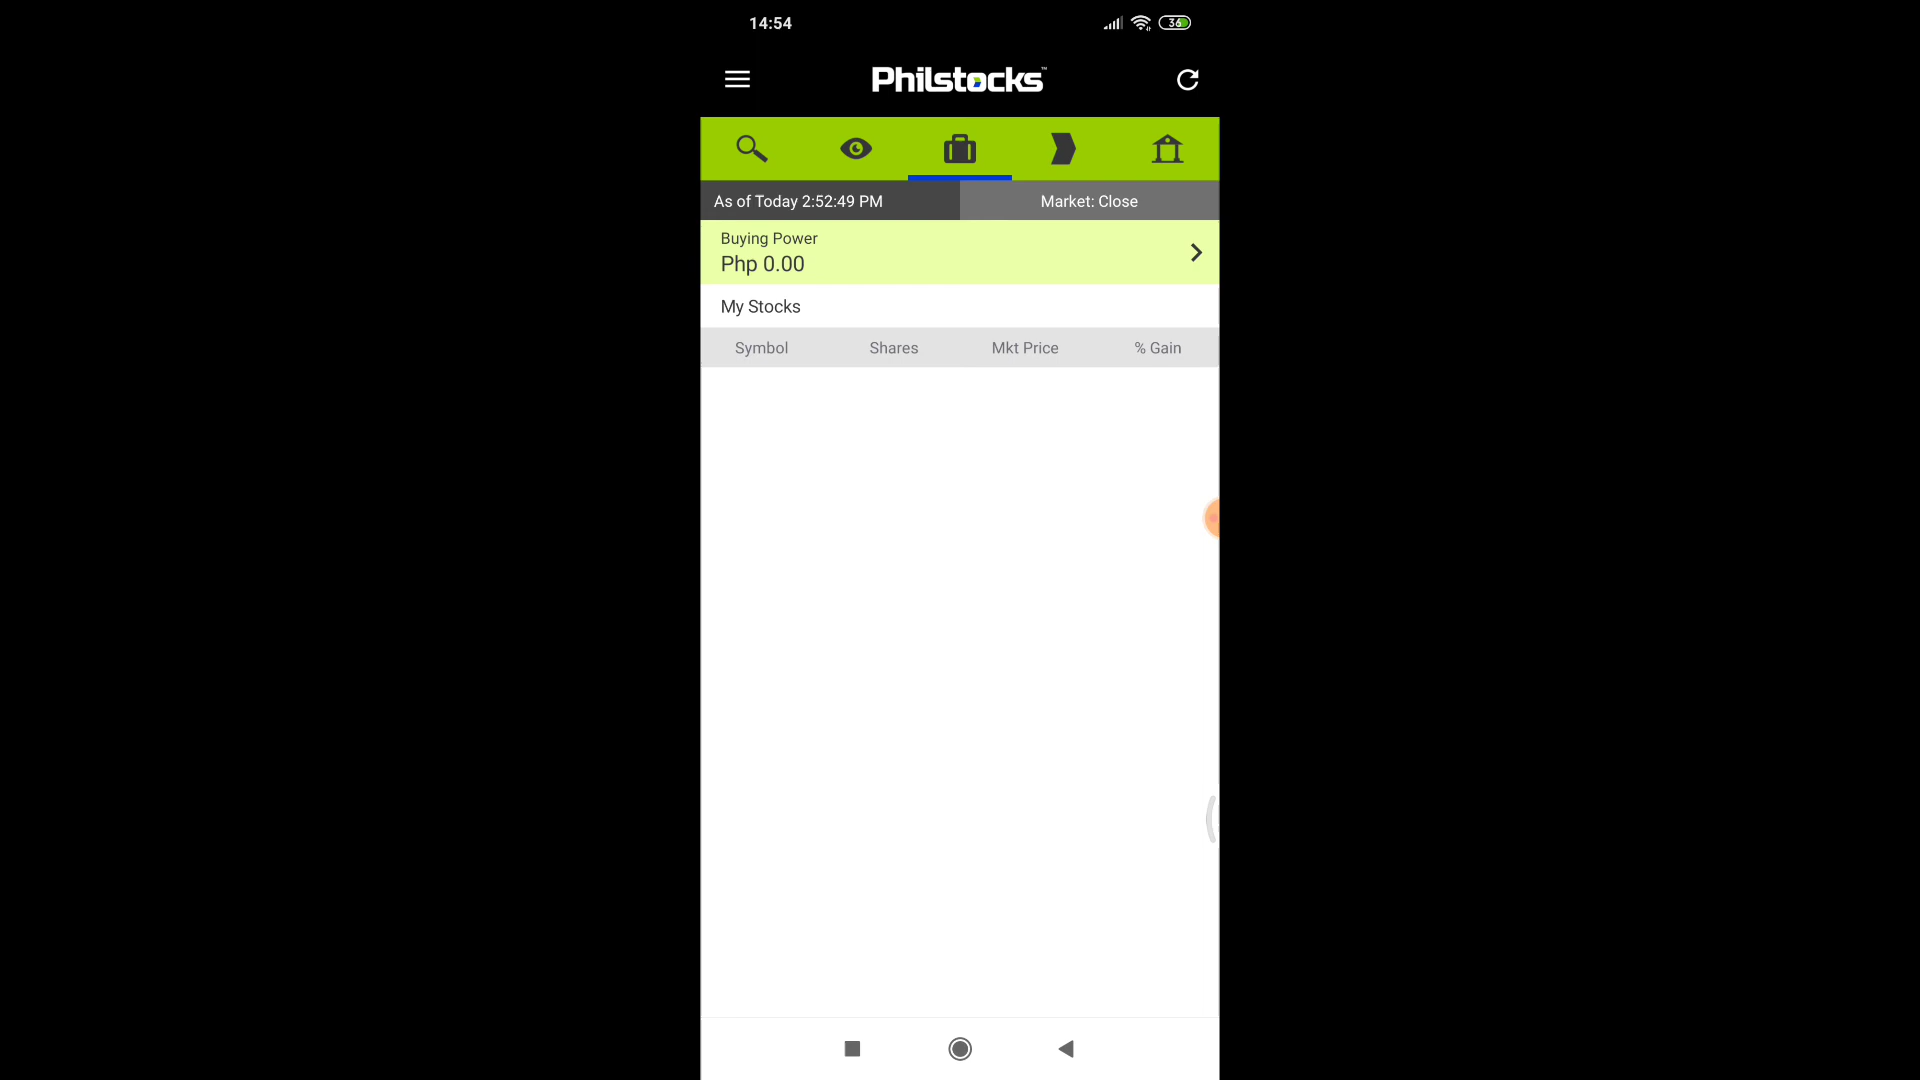 14:54
36
Philstocks™
As of Today 2:52:49 PM
Market: Close
Buying Power
Php 0.00
My Stocks
Symbol Shares Mkt Price % Gain